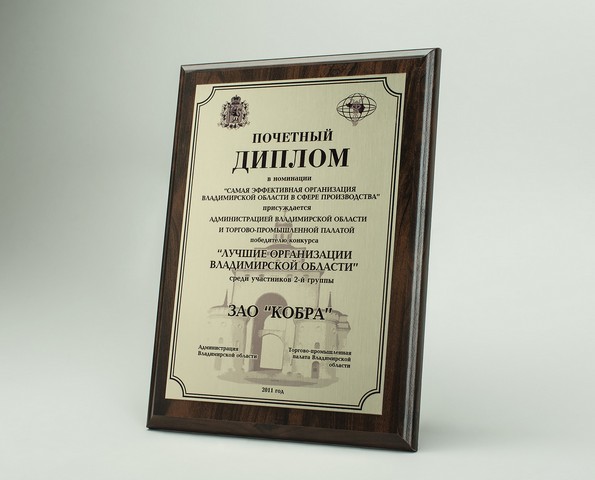 ПОЧЕТНЫЙ
ДИПЛОМ
в номинации
"САМАЯ ЭФФЕКТИВНАЯ ОРГАНИЗАЦИЯ
ВЛАДИМИРСКОЙ ОБЛАСТИ В СФЕРЕ ПРОИЗВОДСТВА"
присуждается
АДМИНИСТРАЦИЕЙ ВЛАДИМИРСКОЙ ОБЛАСТИ
И ТОРГОВО-ПРОМЫШЛЕННОЙ ПАЛАТОЙ
победителю конкурса
"ЛУЧШИЕ ОРГАНИЗАЦИИ
ВЛАДИМИРСКОЙ ОБЛАСТИ"
среди участников 2-й группы
ЗАО "КОБРА"
Администрация
Владимирской области
Торгово-промышленная
палата Владимирской
области
2011 год